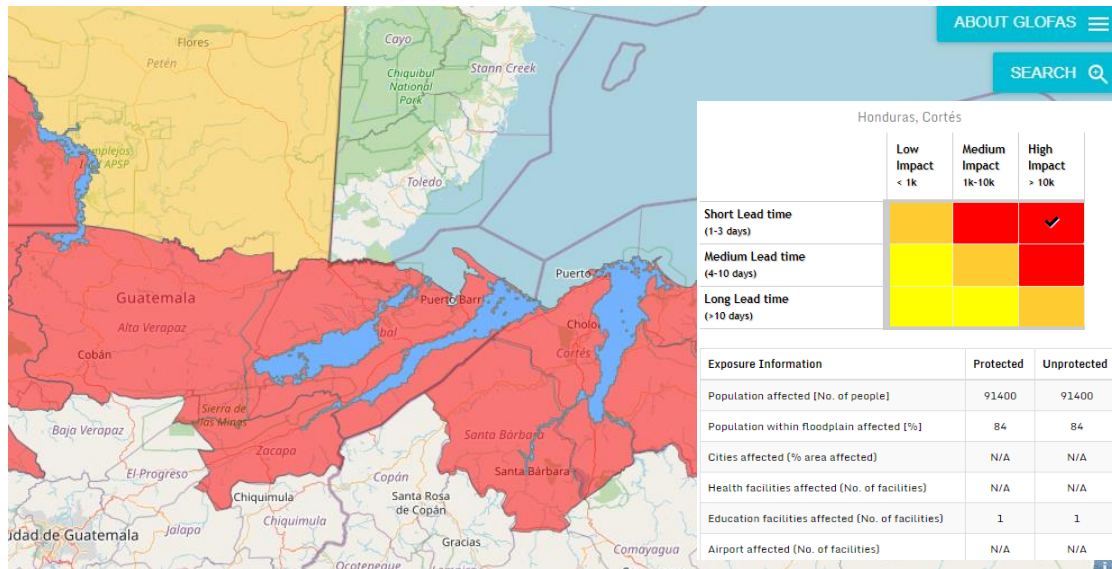 ABOUT GLOFAS
SEARCH
Flores
Petén
Cayo
Chiquibul
National
Park
Stann Creek
Toledo
Guatemala
Alta Verapaz
Cobán
Puerto Barr
Puerto
Cholo
Cortés
Sierra de
las Minas
Baja Verapaz
Zacapa
Santa Bárbara
Santa Bárbara
El Progreso
Copán
Chiquimula
Santa Rosa
de Copán
Jalapa
Chiquimula
udad de Guatemala
Gracias
Comayagua
Ocotepeque
Honduras, Cortés
Low Impact < 1k
Medium Impact 1k-10k
High Impact > 10k
Short Lead time
(1-3 days)
Medium Lead time
(4-10 days)
Long Lead time
(>10 days)
Exposure Information Protected Unprotected
Population affected [No. of people] 91400 91400
Population within floodplain affected [%] 84 84
Cities affected (% area affected) N/A N/A
Health facilities affected (No. of facilities) N/A N/A
Education facilities affected (No. of facilities) 1 1
Airport affected (No. of facilities) N/A N/A